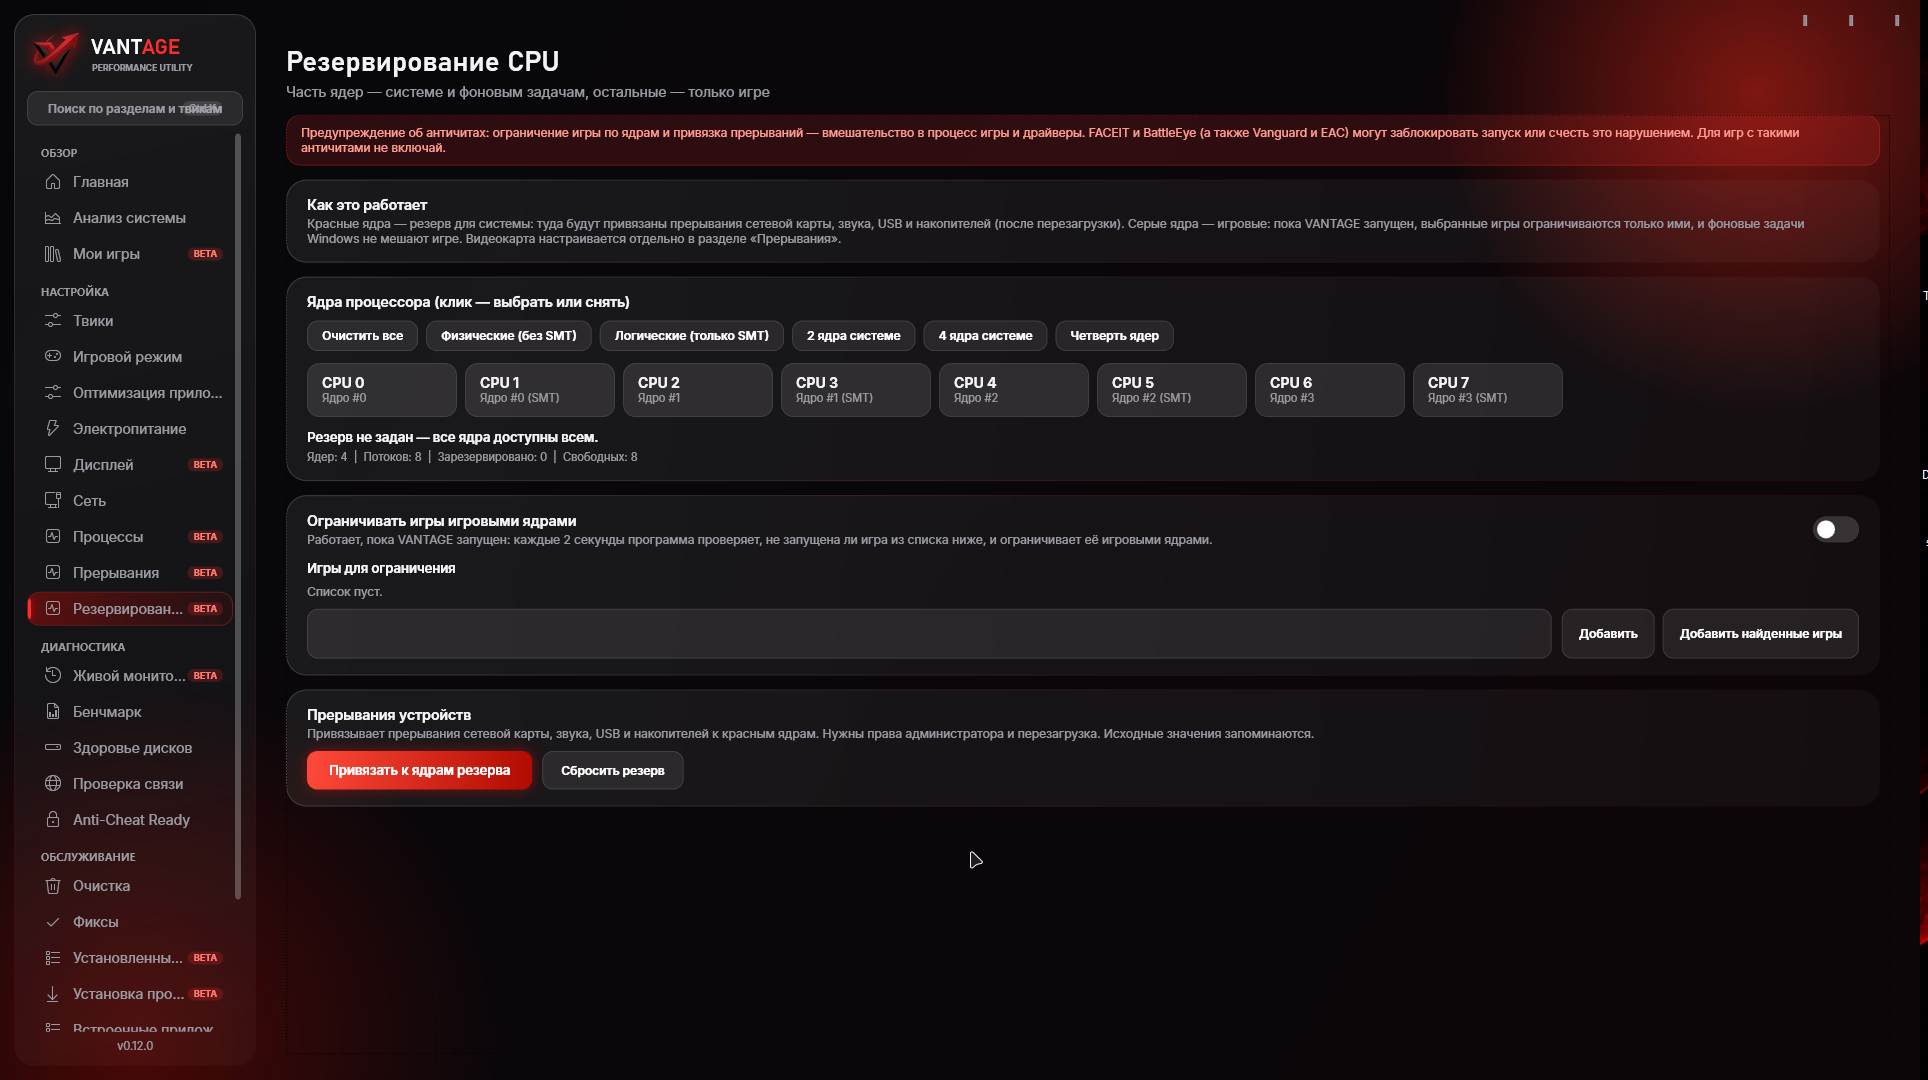 VANTAGE
PERFORMANCE UTILITY
Поиск по разделам и твикам
ОБЗОР
Главная
Анализ системы
Мои игры BETA
НАСТРОЙКА
Твики
Игровой режим
Оптимизация прило...
Электропитание
Дисплей BETA
Сеть
Процессы BETA
Прерывания BETA
Резервирован... BETA
ДИАГНОСТИКА
Живой монито... BETA
Бенчмарк
Здоровье дисков
Проверка связи
Anti-Cheat Ready
ОБСЛУЖИВАНИЕ
Очистка
Фиксы
Установленны... BETA
Установка про... BETA
Встроенные прилож
v0.12.0
Резервирование CPU
Часть ядер — системе и фоновым задачам, остальные — только игре
Предупреждение об античитах: ограничение игры по ядрам и привязка прерываний — вмешательство в процесс игры и драйверы. FACEIT и BattleEye (а также Vanguard и EAC) могут заблокировать запуск или счесть это нарушением. Для игр с такими
античитами не включай.
Как это работает
Красные ядра — резерв для системы: туда будут привязаны прерывания сетевой карты, звука, USB и накопителей (после перезагрузки). Серые ядра — игровые: пока VANTAGE запущен, выбранные игры ограничиваются только ими, и фоновые задачи
Windows не мешают игре. Видеокарта настраивается отдельно в разделе «Прерывания».
Ядра процессора (клик — выбрать или снять)
Очистить все Физические (без SMT) Логические (только SMT) 2 ядра системе 4 ядра системе Четверть ядер
CPU 0 CPU 1 CPU 2 CPU 3 CPU 4 CPU 5 CPU 6 CPU 7
Ядро #0 Ядро #0 (SMT) Ядро #1 Ядро #1 (SMT) Ядро #2 Ядро #2 (SMT) Ядро #3 Ядро #3 (SMT)
Резерв не задан — все ядра доступны всем.
Ядер: 4 | Потоков: 8 | Зарезервировано: 0 | Свободных: 8
Ограничивать игры игровыми ядрами
Работает, пока VANTAGE запущен: каждые 2 секунды программа проверяет, не запущена ли игра из списка ниже, и ограничивает её игровыми ядрами.
Игры для ограничения
Список пуст.
Добавить Добавить найденные игры
Прерывания устройств
Привязывает прерывания сетевой карты, звука, USB и накопителей к красным ядрам. Нужны права администратора и перезагрузка. Исходные значения запоминаются.
Привязать к ядрам резерва Сбросить резерв